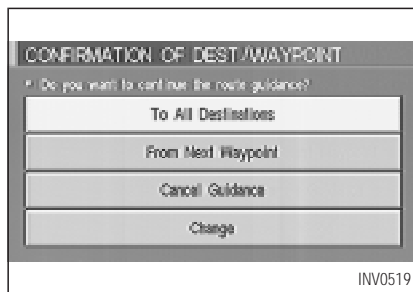 CONFIRMATION OF DEST./WAYPOINT
Do you want to continue the route guidance?
To All Destinations
From Next Waypoint
Cancel Guidance
Change
INV0519